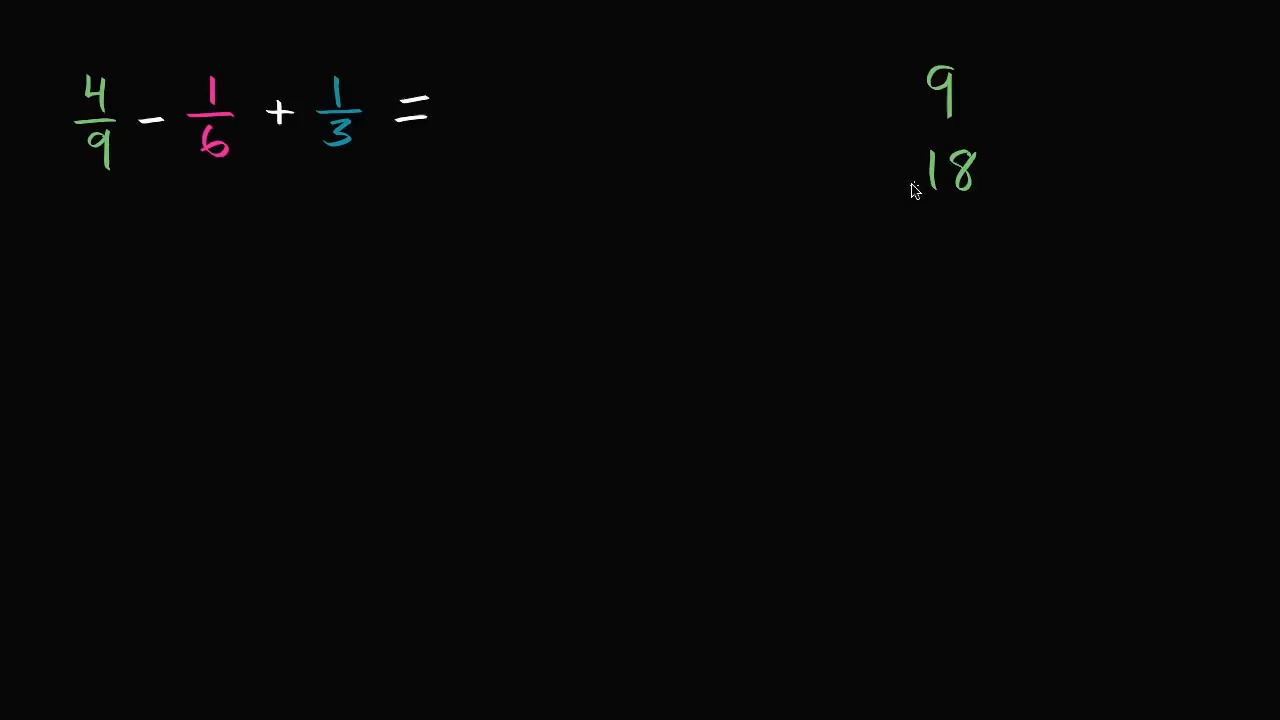 4/9 - 1/6 + 1/3 =
9
18